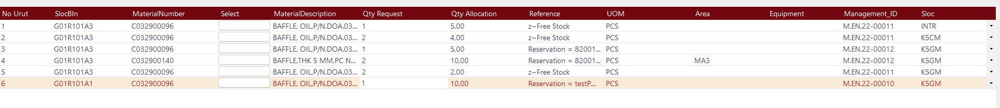 No Urut SlocBIn MaterialNumber Select MaterialDescription Qty Request Qty Allocation Reference UOM Area Equipment Management_ID Sloc
1 G01R101A3 C032900096 BAFFLE, OIL,P/N.DOA.03... 1 5,00 z~Free Stock PCS M.EN.22-00011 INTR
2 G01R101A3 C032900096 BAFFLE, OIL,P/N.DOA.03... 2 4,00 z~Free Stock PCS M.EN.22-00011 K5CM
3 G01R101A3 C032900096 BAFFLE, OIL,P/N.DOA.03... 1 5,00 Reservation = 82001... PCS M.EN.22-00012 K5GM
4 G01R101A3 C032900140 BAFFLE,THK 5 MM,PC N... 2 10,00 Reservation = 82001... PCS MA3 M.EN.22-00012 K5GM
5 G01R101A3 C032900096 BAFFLE, OIL,P/N.DOA.03... 2 2,00 z~Free Stock PCS M.EN.22-00011 K5GM
6 G01R101A1 C032900096 BAFFLE, OIL,P/N.DOA.03... 1 10,00 Reservation = testP... PCS M.EN.22-00010 K5GM